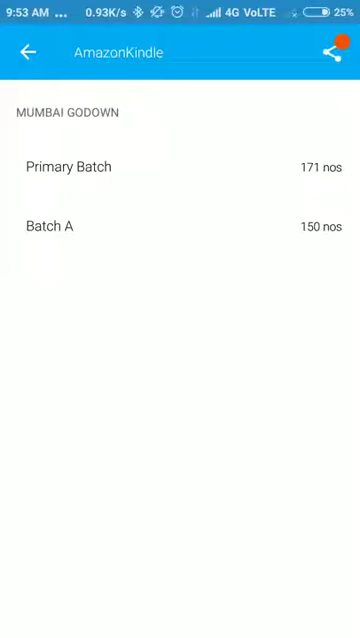 9:53 AM ... 0.93K/s 4G VoLTE 25%
AmazonKindle
MUMBAI GODOWN
Primary Batch 171 nos
Batch A 150 nos